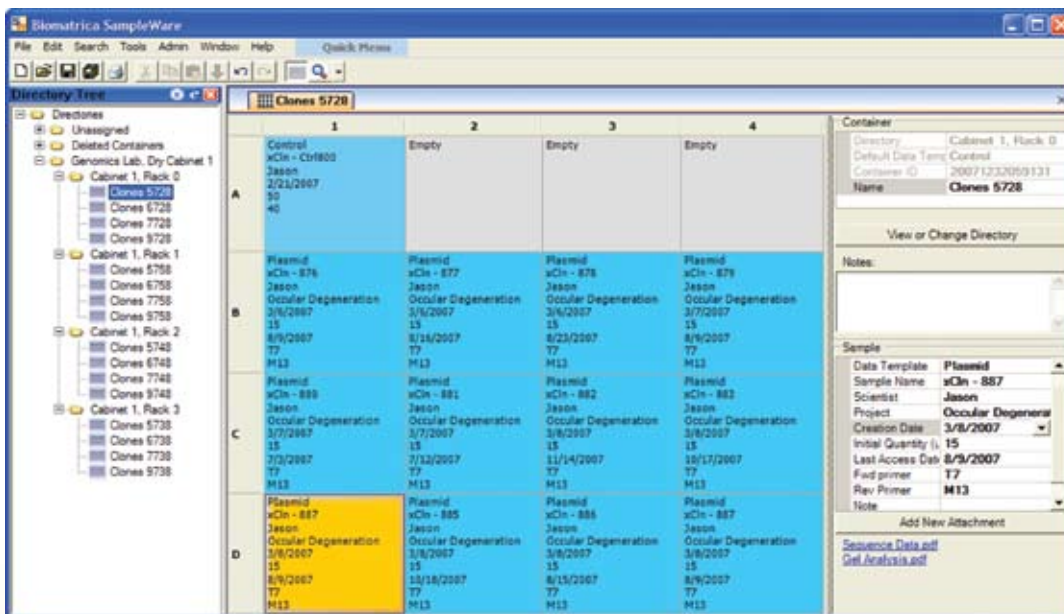 Biomatrica SampleWare
File Edit Search Tools Admin Window Help Quick Menu
Directory Tree
Directories
Unassigned
Deleted Containers
Genomics Lab, Dry Cabinet 1
Cabinet 1, Rack 0
Clones 5728
Clones 6728
Clones 7728
Clones 9728
Cabinet 1, Rack 1
Clones 5758
Clones 6758
Clones 7758
Clones 9758
Cabinet 1, Rack 2
Clones 5748
Clones 6748
Clones 7748
Clones 9748
Cabinet 1, Rack 3
Clones 5738
Clones 6738
Clones 7738
Clones 9738
Clones 5728
1 2 3 4
A
Control
xCln - Ctrl800
Jason
2/21/2007
50
40
Empty
Empty
Empty
B
Plasmid
xCln - 876
Jason
Occular Degeneration
3/6/2007
15
8/9/2007
T7
M13
Plasmid
xCln - 877
Jason
Occular Degeneration
3/6/2007
15
8/16/2007
T7
M13
Plasmid
xCln - 878
Jason
Occular Degeneration
3/6/2007
15
8/23/2007
T7
M13
Plasmid
xCln - 879
Jason
Occular Degeneration
3/7/2007
15
8/9/2007
T7
M13
C
Plasmid
xCln - 880
Jason
Occular Degeneration
3/7/2007
15
7/3/2007
T7
M13
Plasmid
xCln - 881
Jason
Occular Degeneration
3/7/2007
15
7/12/2007
T7
M13
Plasmid
xCln - 882
Jason
Occular Degeneration
3/8/2007
15
11/14/2007
T7
M13
Plasmid
xCln - 883
Jason
Occular Degeneration
3/8/2007
15
10/17/2007
T7
M13
D
Plasmid
xCln - 887
Jason
Occular Degeneration
3/8/2007
15
8/9/2007
T7
M13
Plasmid
xCln - 885
Jason
Occular Degeneration
3/8/2007
15
10/18/2007
T7
M13
Plasmid
xCln - 886
Jason
Occular Degeneration
3/8/2007
15
8/15/2007
T7
M13
Plasmid
xCln - 887
Jason
Occular Degeneration
3/8/2007
15
8/9/2007
T7
M13
Container
Directory Cabinet 1, Rack 0
Default Data Temp Control
Container ID 20071232059131
Name Clones 5728
View or Change Directory
Notes:
Sample
Data Template Plasmid
Sample Name xCln - 887
Scientist Jason
Project Occular Degenerat
Creation Date 3/8/2007
Initial Quantity (u 15
Last Access Dat 8/9/2007
Fwd primer T7
Rev Primer M13
Note
Add New Attachment
Sequence Data.pdf
Gel Analysis.pdf